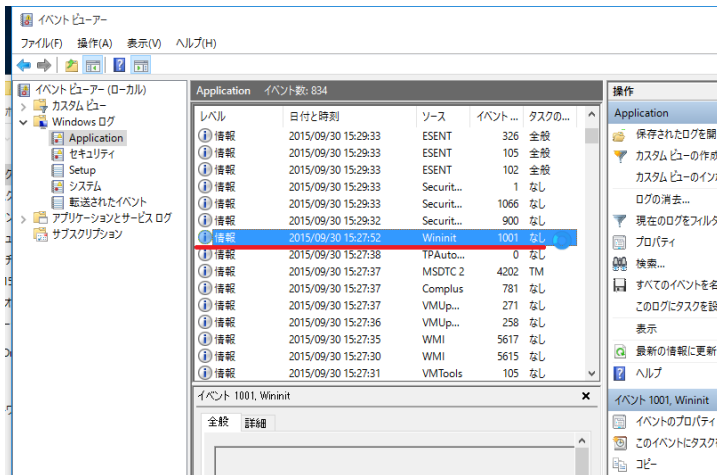 イベント ビューアー
ファイル(F) 操作(A) 表示(V) ヘルプ(H)
イベント ビューアー (ローカル)
カスタム ビュー
Windows ログ
Application
セキュリティ
Setup
システム
転送されたイベント
アプリケーションとサービス ログ
サブスクリプション
Application イベント数: 834
レベル 日付と時刻 ソース イベント ... タスクの...
情報 2015/09/30 15:29:33 ESENT 326 全般
情報 2015/09/30 15:29:33 ESENT 105 全般
情報 2015/09/30 15:29:33 ESENT 102 全般
情報 2015/09/30 15:29:33 Securit... 1 なし
情報 2015/09/30 15:29:33 Securit... 1066 なし
情報 2015/09/30 15:29:32 Securit... 900 なし
情報 2015/09/30 15:27:52 Wininit 1001 なし
情報 2015/09/30 15:27:38 TPAuto... 0 なし
情報 2015/09/30 15:27:37 MSDTC 2 4202 TM
情報 2015/09/30 15:27:37 Complus 781 なし
情報 2015/09/30 15:27:37 VMUp... 271 なし
情報 2015/09/30 15:27:36 VMUp... 258 なし
情報 2015/09/30 15:27:35 WMI 5617 なし
情報 2015/09/30 15:27:30 WMI 5615 なし
情報 2015/09/30 15:27:31 VMTools 105 なし
イベント 1001, Wininit
全般 詳細
操作
Application
保存されたログを開
カスタム ビューの作成
カスタム ビューのインポ
ログの消去...
現在のログをフィルタ
プロパティ
検索...
すべてのイベントを名
このログにタスクを設
表示
最新の情報に更新
ヘルプ
イベント 1001, Wininit
イベントのプロパティ
このイベントにタスクを
コピー